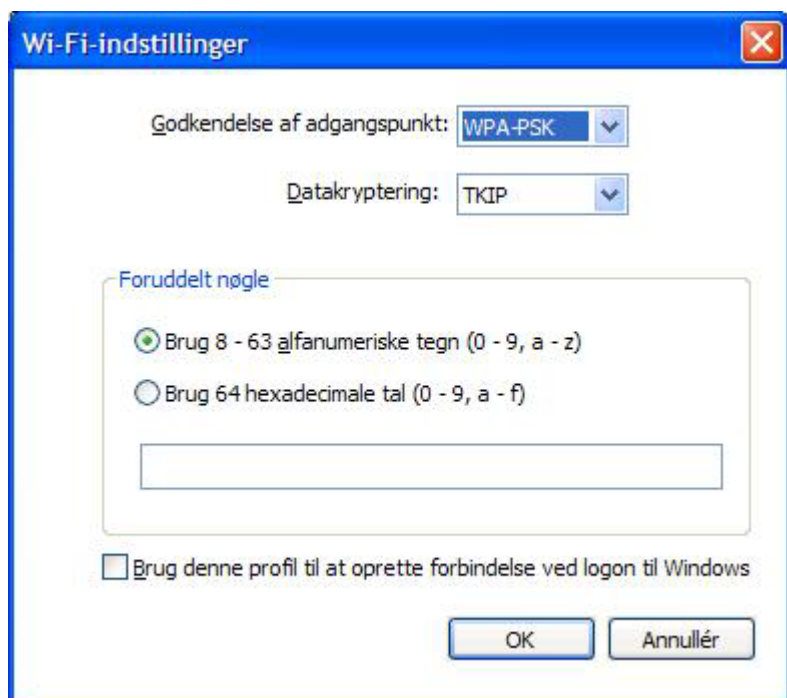 Wi-Fi-indstillinger
Godkendelse af adgangspunkt: WPA-PSK
Datakryptering: TKIP
Foruddelt nøgle
Brug 8 - 63 alfanumeriske tegn (0 - 9, a - z)
Brug 64 hexadecimale tal (0 - 9, a - f)
Brug denne profil til at oprette forbindelse ved logon til Windows
OK Annullér